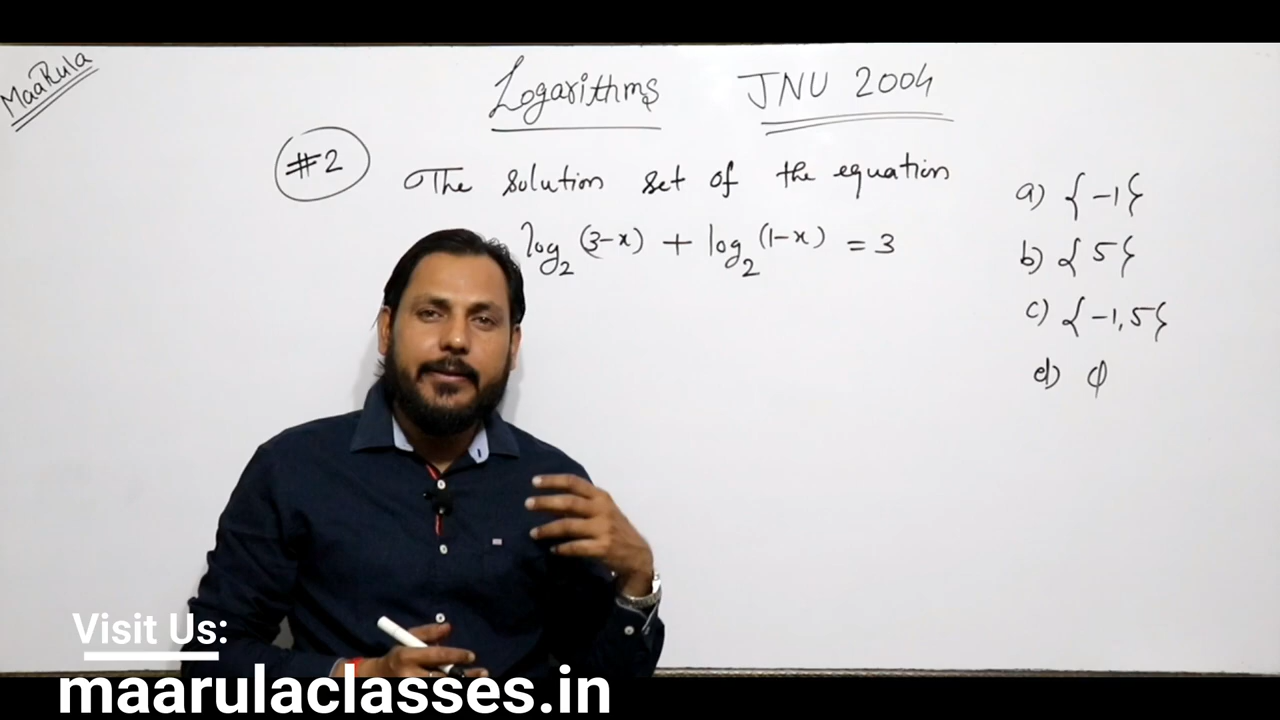 MaaRula
Logarithms JNU 2004
#2 The solution set of the equation
log₂(3-x) + log₂(1-x) = 3
a) {-1}
b) {5}
c) {-1,5}
d) φ
Visit Us:
maarulaclasses.in